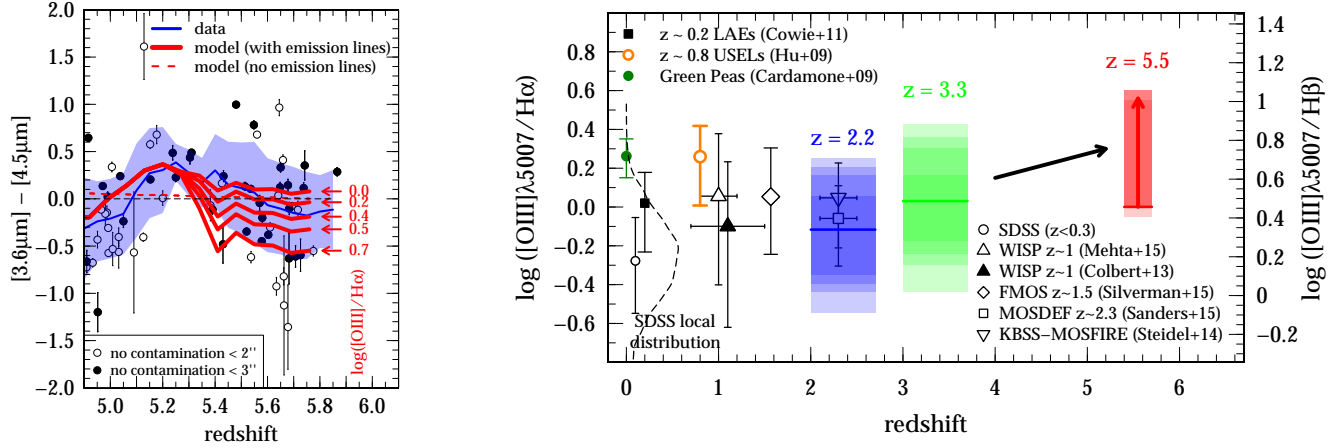 2.0
1.5
1.0
0.5
0.0
−0.5
−1.0
−1.5
−2.0
[3.6μm] − [4.5μm]
data
model (with emission lines)
model (no emission lines)
0.0
0.2
0.4
0.5
0.7
log([OIII]/Hα)
no contamination < 2''
no contamination < 3''
5.0 5.2 5.4 5.6 5.8 6.0
redshift
0.8
0.6
0.4
0.2
0.0
−0.2
−0.4
−0.6
log ([OIII]λ5007/Hα)
z ~ 0.2 LAEs (Cowie+11)
z ~ 0.8 USELs (Hu+09)
Green Peas (Cardamone+09)
z = 2.2
z = 3.3
z = 5.5
SDSS local
distribution
SDSS (z<0.3)
WISP z~1 (Mehta+15)
WISP z~1 (Colbert+13)
FMOS z~1.5 (Silverman+15)
MOSDEF z~2.3 (Sanders+15)
KBSS−MOSFIRE (Steidel+14)
0 1 2 3 4 5 6
redshift
1.4
1.2
1
0.8
0.6
0.4
0.2
0
−0.2
log ([OIII]λ5007/Hβ)